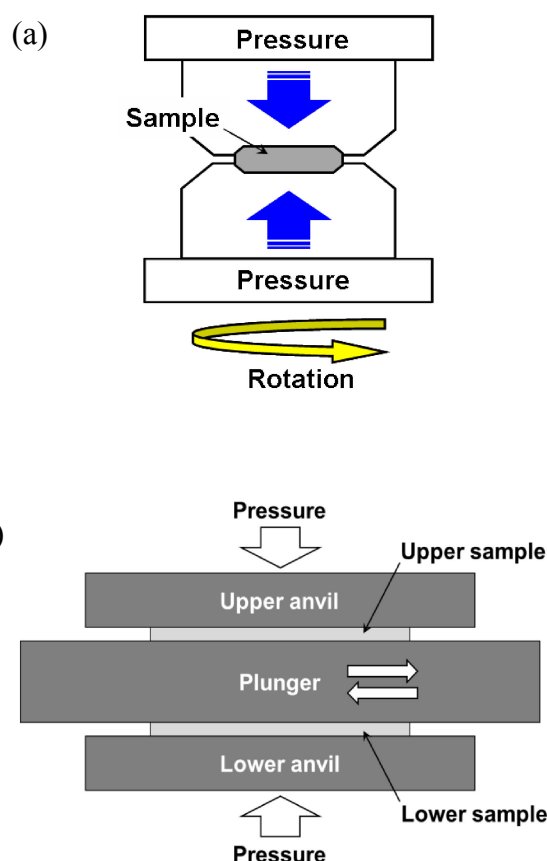 (a)
Pressure
Sample
Pressure
Rotation
)
Pressure
Upper sample
Upper anvil
Plunger
Lower anvil
Lower sample
Pressure